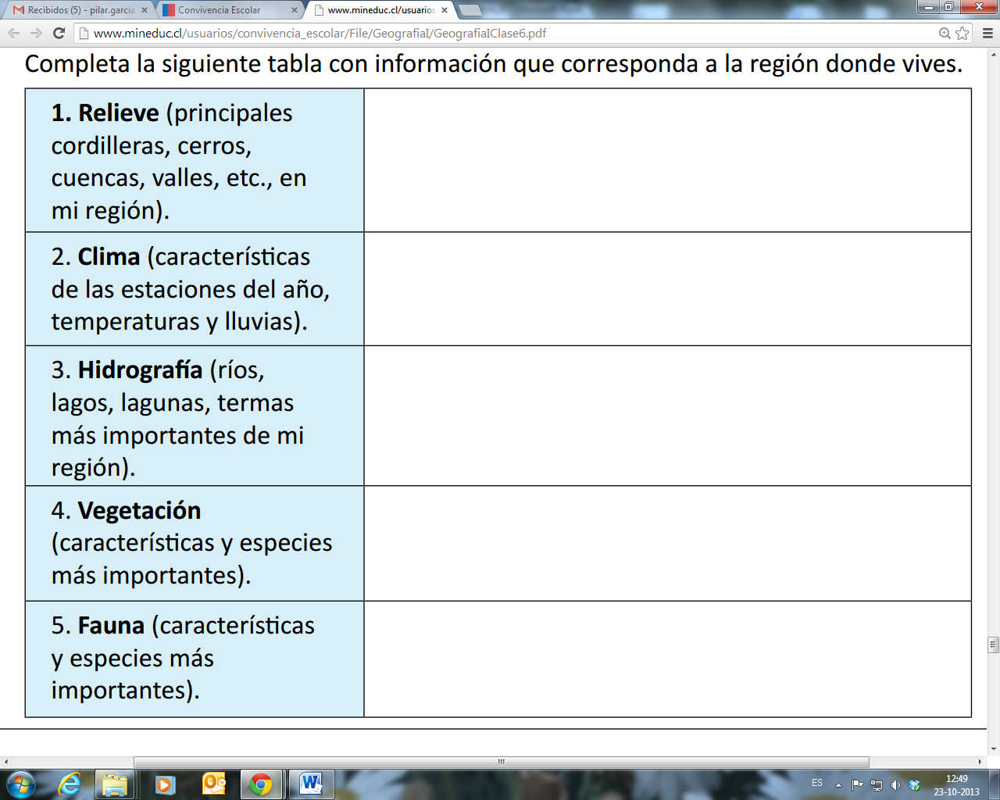 Recibidos (5) - pilar.garcia
Convivencia Escolar
www.mineduc.cl/usuarios
www.mineduc.cl/usuarios/convivencia_escolar/File/GeografiaI/GeografiaIClase6.pdf
Completa la siguiente tabla con información que corresponda a la región donde vives.
1. Relieve (principales
cordilleras, cerros,
cuencas, valles, etc., en
mi región).
2. Clima (características
de las estaciones del año,
temperaturas y lluvias).
3. Hidrografía (ríos,
lagos, lagunas, termas
más importantes de mi
región).
4. Vegetación
(características y especies
más importantes).
5. Fauna (características
y especies más
importantes).
ES
12:49
23-10-2013